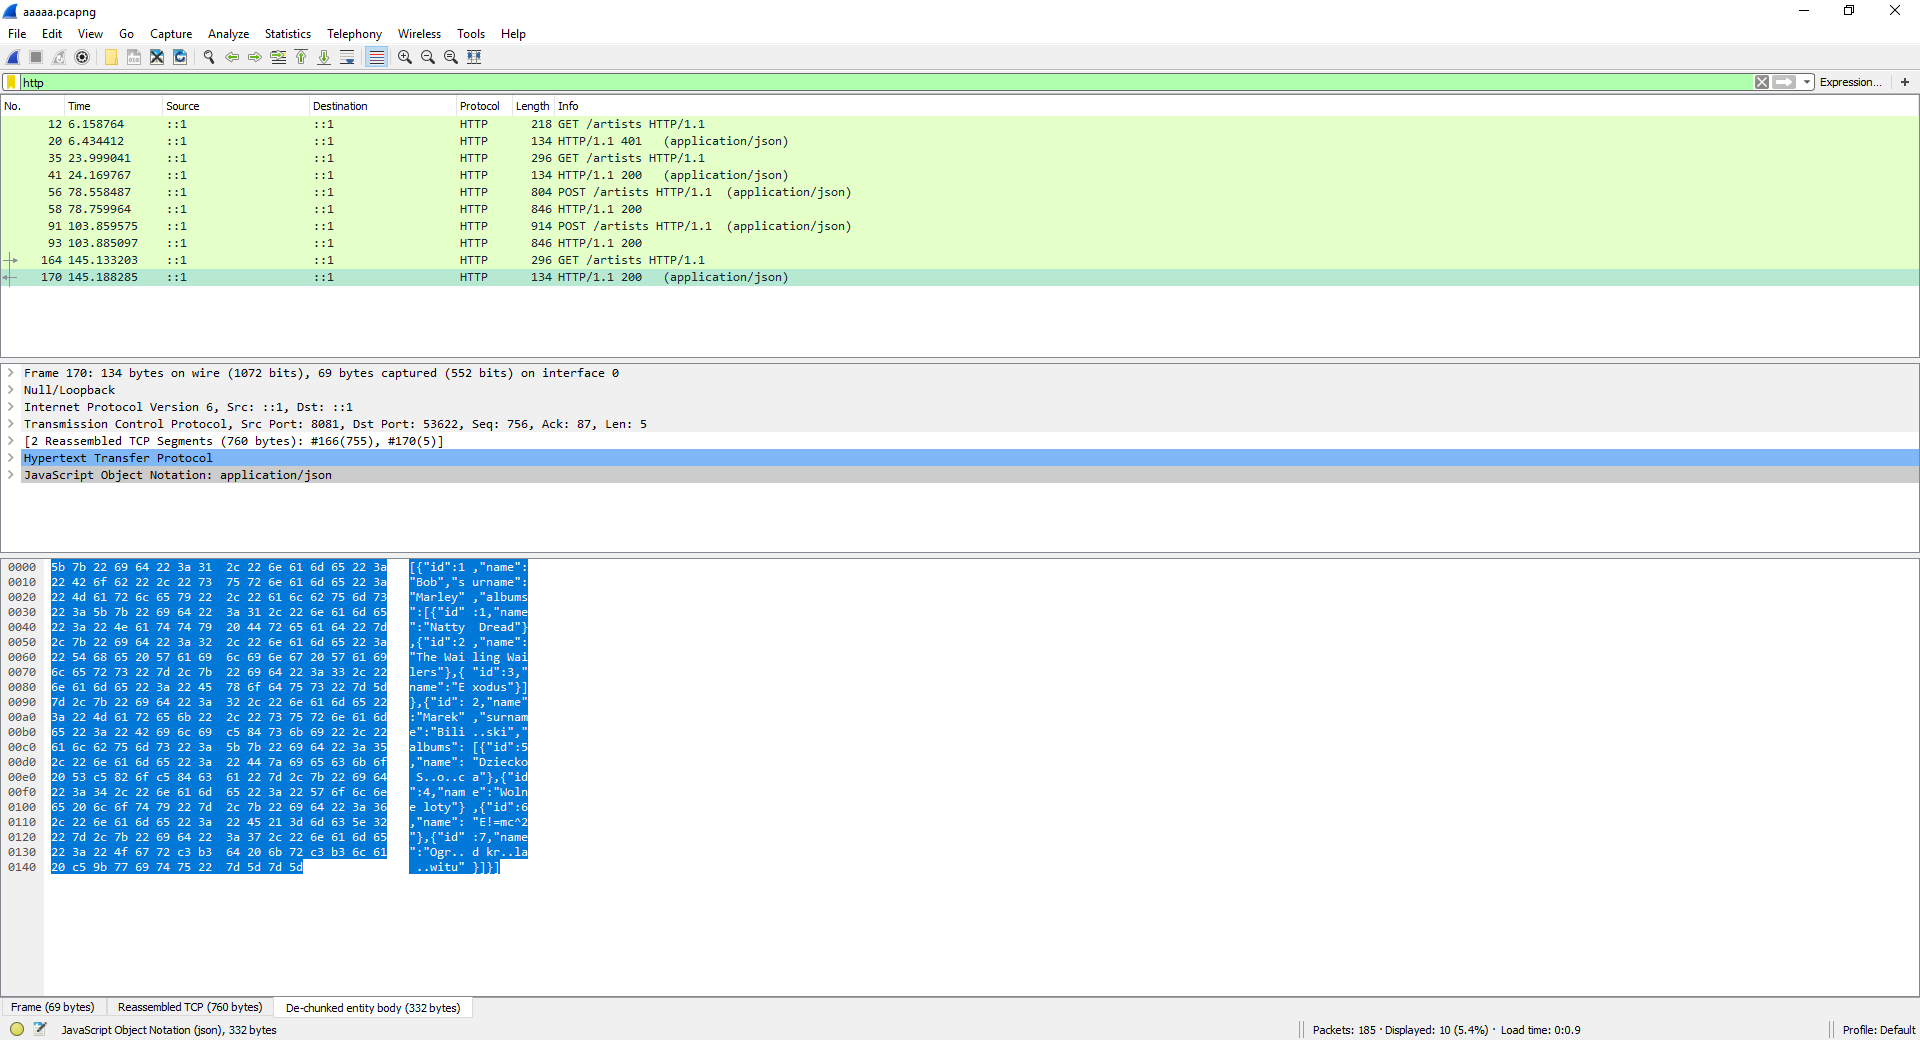 aaaaa.pcapng
File Edit View Go Capture Analyze Statistics Telephony Wireless Tools Help
http Expression... +
No. Time Source Destination Protocol Length Info
12 6.158764 ::1 ::1 HTTP 218 GET /artists HTTP/1.1
20 6.434412 ::1 ::1 HTTP 134 HTTP/1.1 401 (application/json)
35 23.999041 ::1 ::1 HTTP 296 GET /artists HTTP/1.1
41 24.169767 ::1 ::1 HTTP 134 HTTP/1.1 200 (application/json)
56 78.558487 ::1 ::1 HTTP 804 POST /artists HTTP/1.1 (application/json)
58 78.759964 ::1 ::1 HTTP 846 HTTP/1.1 200
91 103.859575 ::1 ::1 HTTP 914 POST /artists HTTP/1.1 (application/json)
93 103.885097 ::1 ::1 HTTP 846 HTTP/1.1 200
164 145.133203 ::1 ::1 HTTP 296 GET /artists HTTP/1.1
170 145.188285 ::1 ::1 HTTP 134 HTTP/1.1 200 (application/json)
Frame 170: 134 bytes on wire (1072 bits), 69 bytes captured (552 bits) on interface 0
Null/Loopback
Internet Protocol Version 6, Src: ::1, Dst: ::1
Transmission Control Protocol, Src Port: 8081, Dst Port: 53622, Seq: 756, Ack: 87, Len: 5
[2 Reassembled TCP Segments (760 bytes): #166(755), #170(5)]
Hypertext Transfer Protocol
JavaScript Object Notation: application/json
0000 5b 7b 22 69 64 22 3a 31 2c 22 6e 61 6d 65 22 3a [{"id":1 ,"name":
0010 22 42 6f 62 22 2c 22 73 75 72 6e 61 6d 65 22 3a "Bob","s urname":
0020 22 4d 61 72 6c 65 79 22 2c 22 61 6c 62 75 6d 73 "Marley" ,"albums
0030 22 3a 5b 7b 22 69 64 22 3a 31 2c 22 6e 61 6d 65 ":[{"id" :1,"name
0040 22 3a 22 4e 61 74 74 79 20 44 72 65 61 64 22 7d ":"Natty Dread"}
0050 2c 7b 22 69 64 22 3a 32 2c 22 6e 61 6d 65 22 3a ,{"id":2 ,"name":
0060 22 54 68 65 20 57 61 69 6c 69 6e 67 20 57 61 69 "The Wai ling Wai
0070 6c 65 72 73 22 7d 2c 7b 22 69 64 22 3a 33 2c 22 lers"},{ "id":3,"
0080 6e 61 6d 65 22 3a 22 45 78 6f 64 75 73 22 7d 5d name":"E xodus"}]
0090 7d 2c 7b 22 69 64 22 3a 32 2c 22 6e 61 6d 65 22 },{"id": 2,"name"
00a0 3a 22 4d 61 72 65 6b 22 2c 22 73 75 72 6e 61 6d :"Marek" ,"surnam
00b0 65 22 3a 22 42 69 6c 69 c5 84 73 6b 69 22 2c 22 e":"Bili ..ski","
00c0 61 6c 62 75 6d 73 22 3a 5b 7b 22 69 64 22 3a 35 albums": [{"id":5
00d0 2c 22 6e 61 6d 65 22 3a 22 44 7a 69 65 63 6b 6f ,"name": "Dziecko
00e0 20 53 c5 82 6f c5 84 63 61 22 7d 2c 7b 22 69 64 S..o..c a"},{"id
00f0 22 3a 34 2c 22 6e 61 6d 65 22 3a 22 57 6f 6c 6e ":4,"nam e":"Woln
0100 65 20 6c 6f 74 79 22 7d 2c 7b 22 69 64 22 3a 36 e loty"} ,{"id":6
0110 2c 22 6e 61 6d 65 22 3a 22 45 21 3d 6d 63 5e 32 ,"name": "E!=mc^2
0120 22 7d 2c 7b 22 69 64 22 3a 37 2c 22 6e 61 6d 65 "},{"id" :7,"name
0130 22 3a 22 4f 67 72 c3 b3 64 20 6b 72 c3 b3 6c 61 ":"Ogr.. d kr..la
0140 20 c5 9b 77 69 74 75 22 7d 5d 7d 5d ..witu" }]}]
Frame (69 bytes) Reassembled TCP (760 bytes) De-chunked entity body (332 bytes)
JavaScript Object Notation (json), 332 bytes Packets: 185 · Displayed: 10 (5.4%) · Load time: 0:0.9 Profile: Default